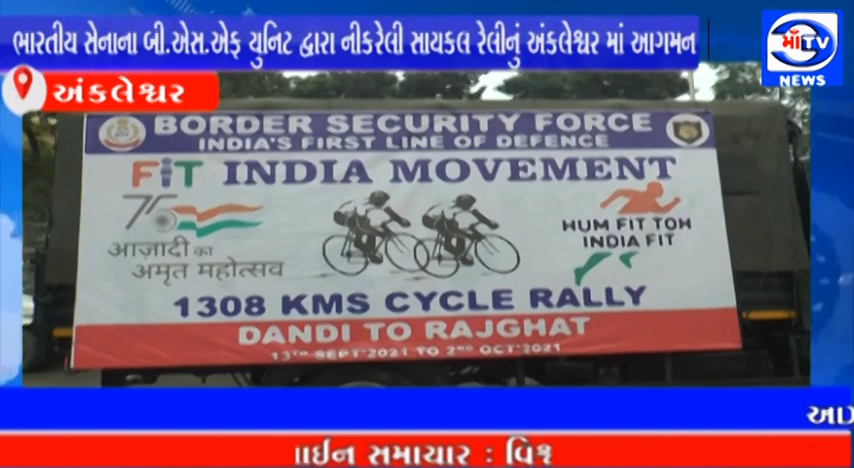 ભારતીય સેનાના બી.એસ.એફ યુનિટ દ્વારા નીકરેલી સાયકલ રેલીનું અંકલેશ્વર માં આગમન
માઁ TV
NEWS
અંકલેશ્વર
BORDER SECURITY FORCE
INDIA'S FIRST LINE OF DEFENCE
FiT INDIA MOVEMENT
75
आज़ादी का
अमृत महोत्सव
HUM FIT TOH
INDIA FIT
1308 KMS CYCLE RALLY
DANDI TO RAJGHAT
13TH SEPT'2021 TO 2ND OCT'2021
સમાચાર :